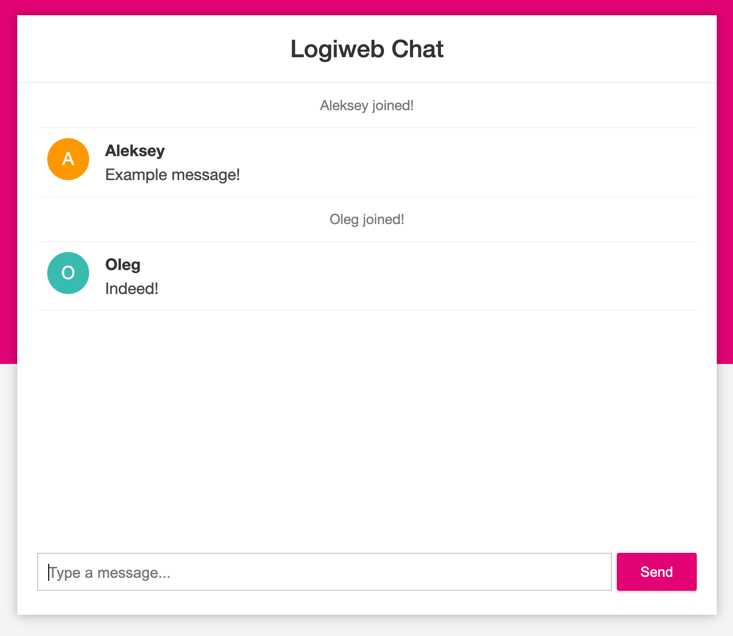 Logiweb Chat
Aleksey joined!
A
Aleksey
Example message!
Oleg joined!
O
Oleg
Indeed!
Type a message...
Send